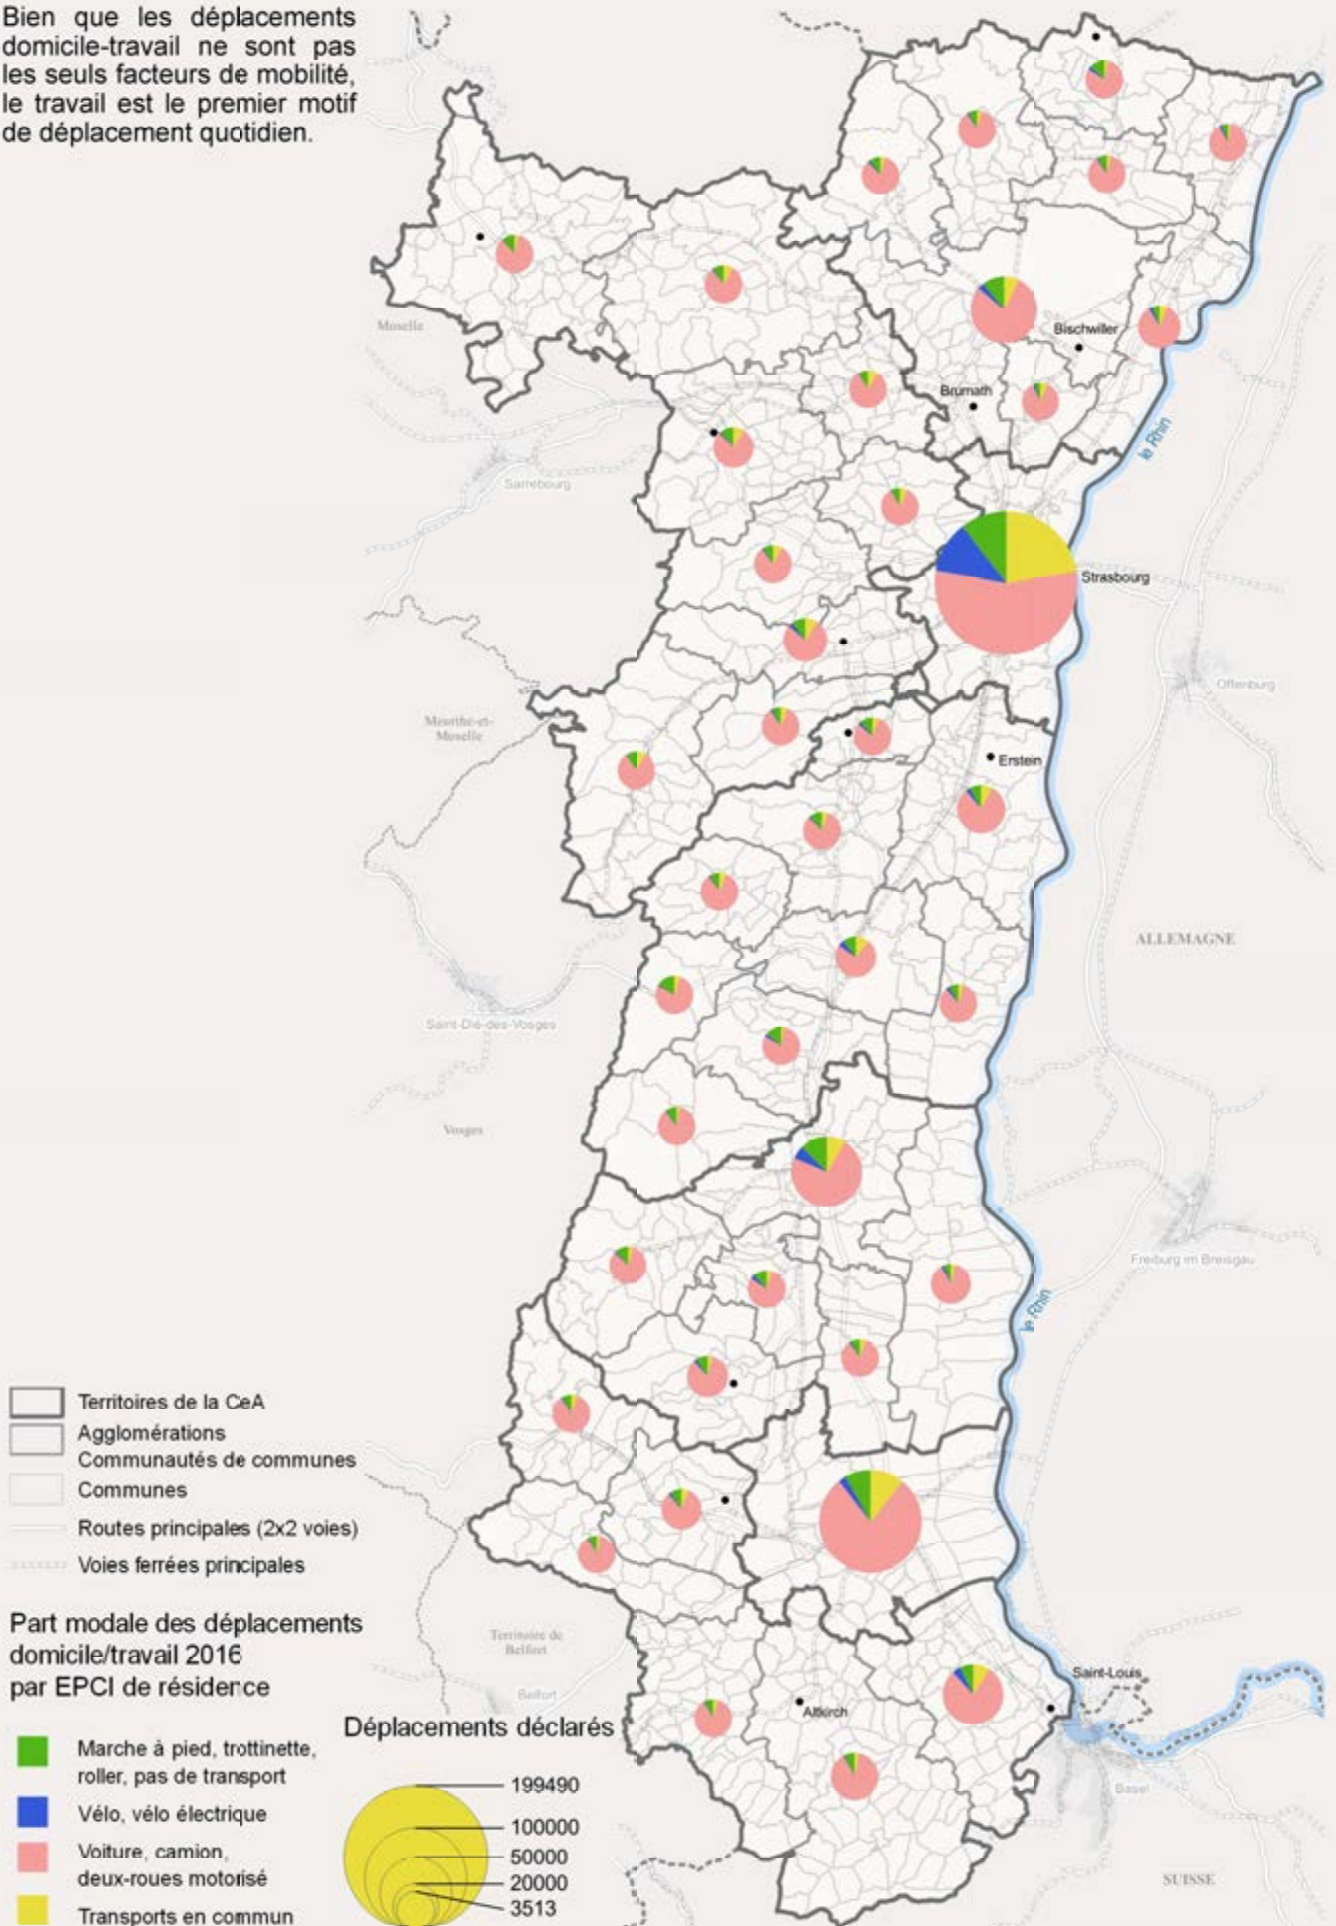 Bien que les déplacements
domicile-travail ne sont pas
les seuls facteurs de mobilité,
le travail est le premier motif
de déplacement quotidien.
Moselle
Bischwiller
Brumath
le Rhin
Sarrebourg
Strasbourg
Offenburg
Meurthe-et-
Moselle
Erstein
ALLEMAGNE
Saint-Dié-des-Vosges
Vosges
Freiburg im Breisgau
le Rhin
Territoires de la CeA
Agglomérations
Communautés de communes
Communes
Routes principales (2x2 voies)
Voies ferrées principales
Part modale des déplacements
domicile/travail 2016
par EPCI de résidence
Marche à pied, trottinette,
roller, pas de transport
Vélo, vélo électrique
Voiture, camion,
deux-roues motorisé
Transports en commun
Territoire de
Belfort
Belfort
Déplacements déclarés
199490
100000
50000
20000
3513
Saint-Louis
Altkirch
Basel
SUISSE